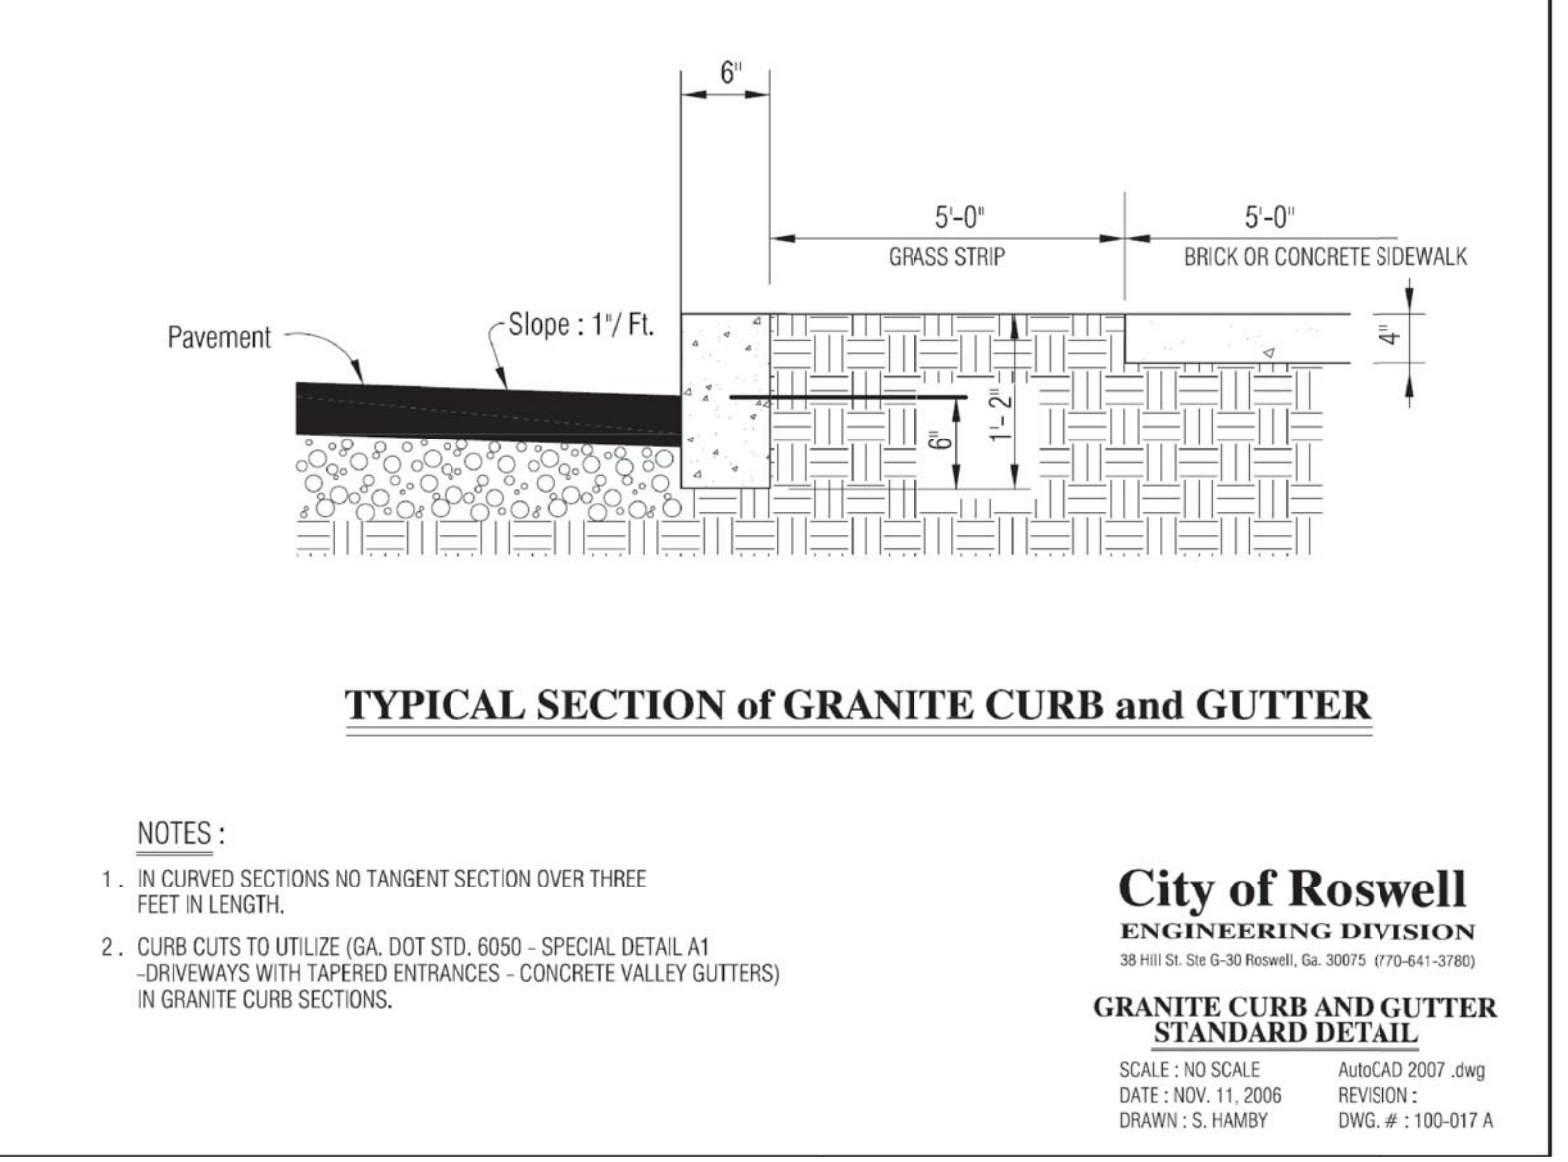 6"
5'-0"
5'-0"
GRASS STRIP
BRICK OR CONCRETE SIDEWALK
Pavement
Slope : 1"/ Ft.
4"
6"
1'- 2"
TYPICAL SECTION of GRANITE CURB and GUTTER
NOTES :
1 . IN CURVED SECTIONS NO TANGENT SECTION OVER THREE
FEET IN LENGTH.
2 . CURB CUTS TO UTILIZE (GA. DOT STD. 6050 - SPECIAL DETAIL A1
-DRIVEWAYS WITH TAPERED ENTRANCES - CONCRETE VALLEY GUTTERS)
IN GRANITE CURB SECTIONS.
City of Roswell
ENGINEERING DIVISION
38 Hill St. Ste G-30 Roswell, Ga. 30075 (770-641-3780)
GRANITE CURB AND GUTTER
STANDARD DETAIL
SCALE : NO SCALE AutoCAD 2007 .dwg
DATE : NOV. 11, 2006 REVISION :
DRAWN : S. HAMBY DWG. # : 100-017 A